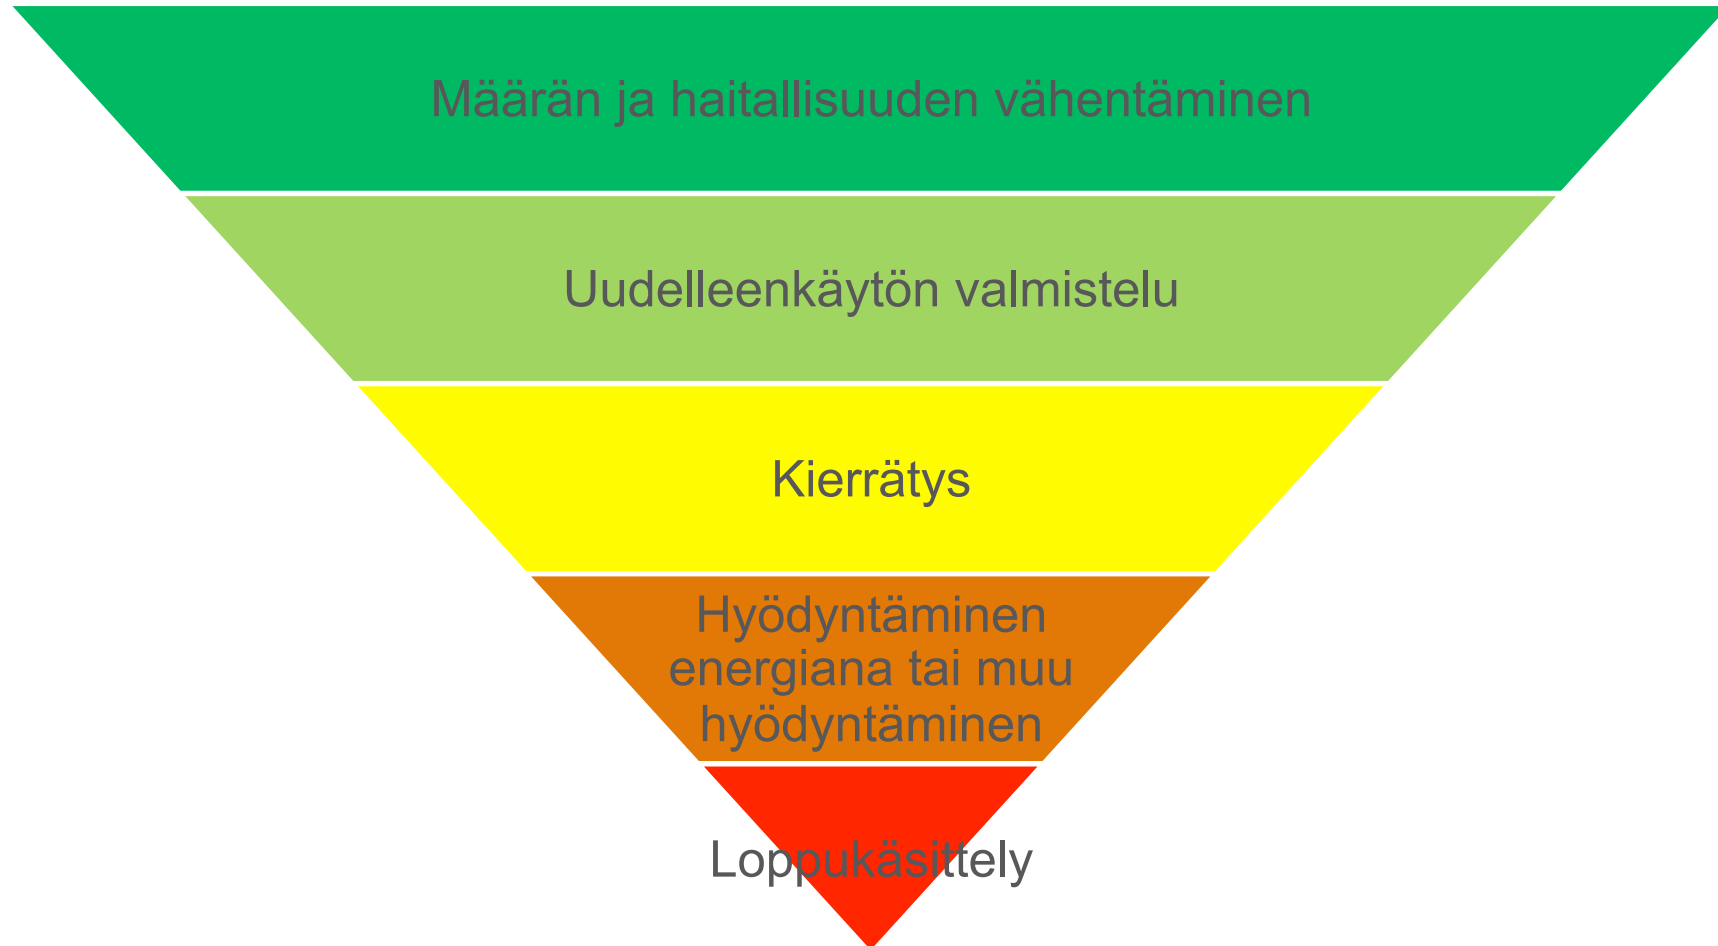 Määrän ja haitallisuuden vähentäminen
Uudelleenkäytön valmistelu
Kierrätys
Hyödyntäminen
energiana tai muu
hyödyntäminen
Loppukäsittely